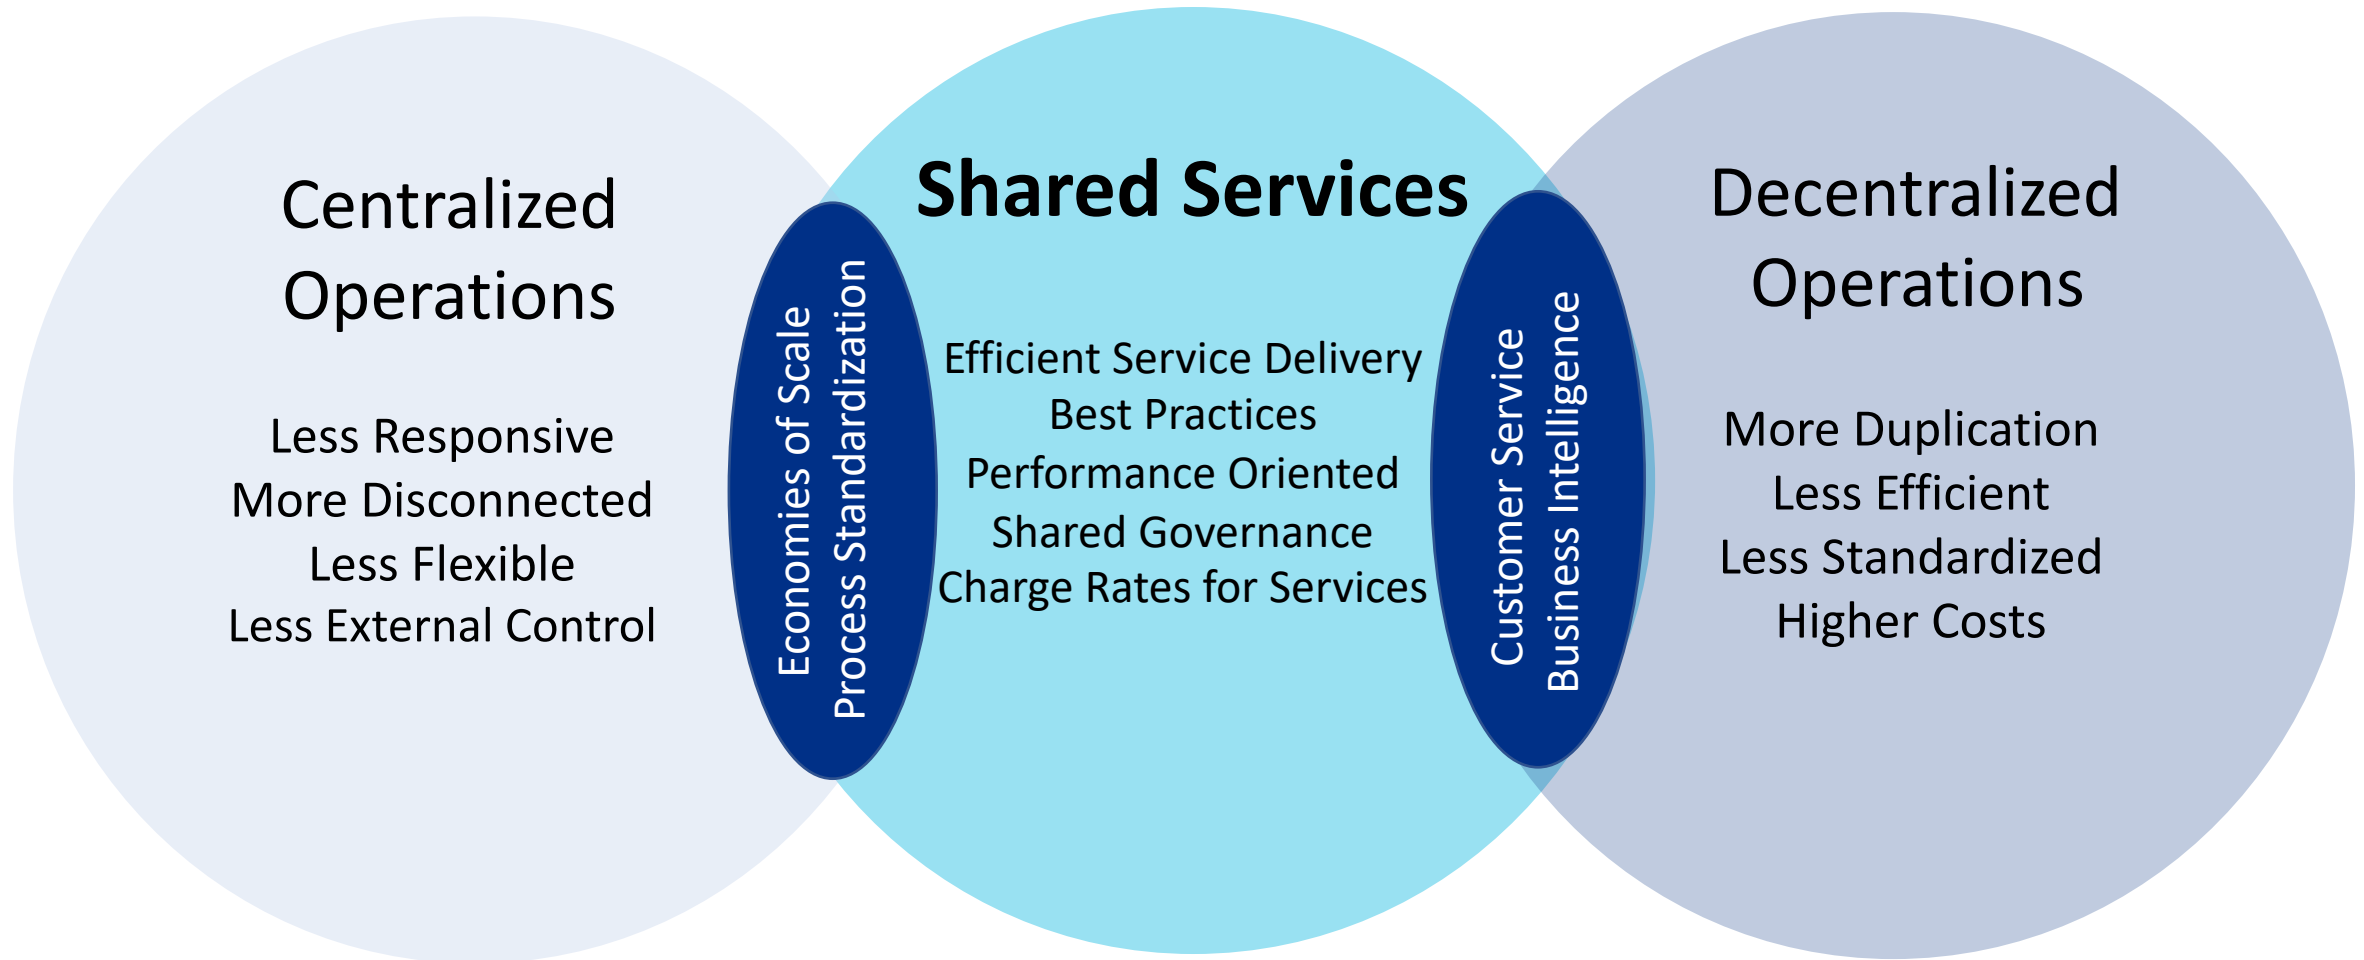 Centralized
Operations
Less Responsive
More Disconnected
Less Flexible
Less External Control
Economies of Scale
Process Standardization
Shared Services
Efficient Service Delivery
Best Practices
Performance Oriented
Shared Governance
Charge Rates for Services
Customer Service
Business Intelligence
Decentralized
Operations
More Duplication
Less Efficient
Less Standardized
Higher Costs